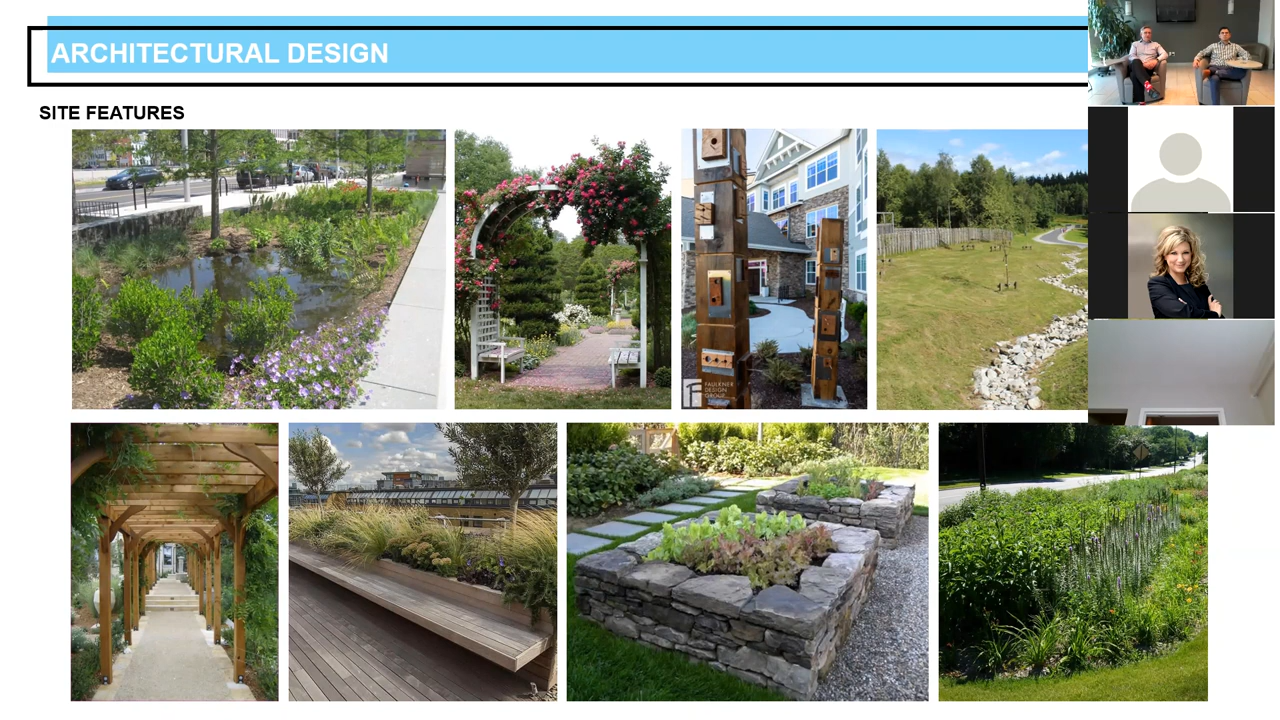 ARCHITECTURAL DESIGN
SITE FEATURES
FAULKNER
DESIGN
GROUP